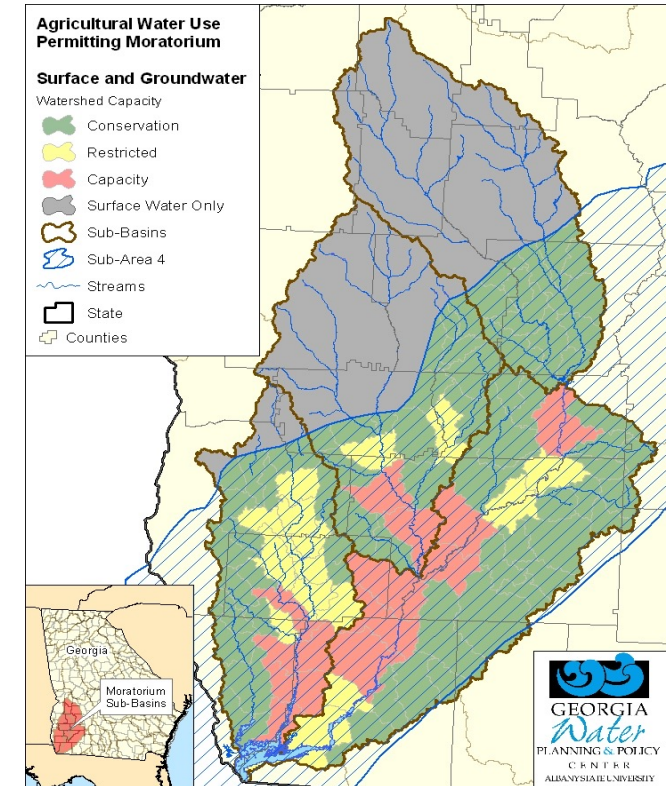 Agricultural Water Use
Permitting Moratorium
Surface and Groundwater
Watershed Capacity
Conservation
Restricted
Capacity
Surface Water Only
Sub-Basins
Sub-Area 4
Streams
State
Counties
Georgia
Moratorium
Sub-Basins
GEORGIA
Water
PLANNING & POLICY
CENTER
ALBANY STATE UNIVERSITY